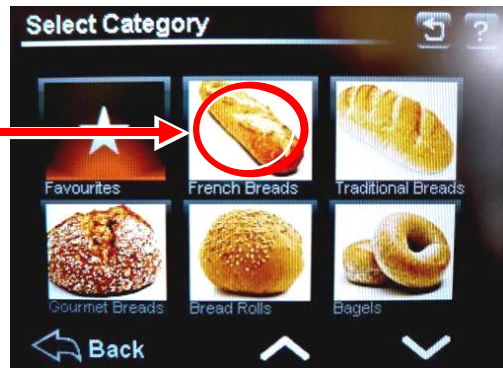 Select Category
?
Favourites
French Breads
Traditional Breads
Gourmet Breads
Bread Rolls
Bagels
Back